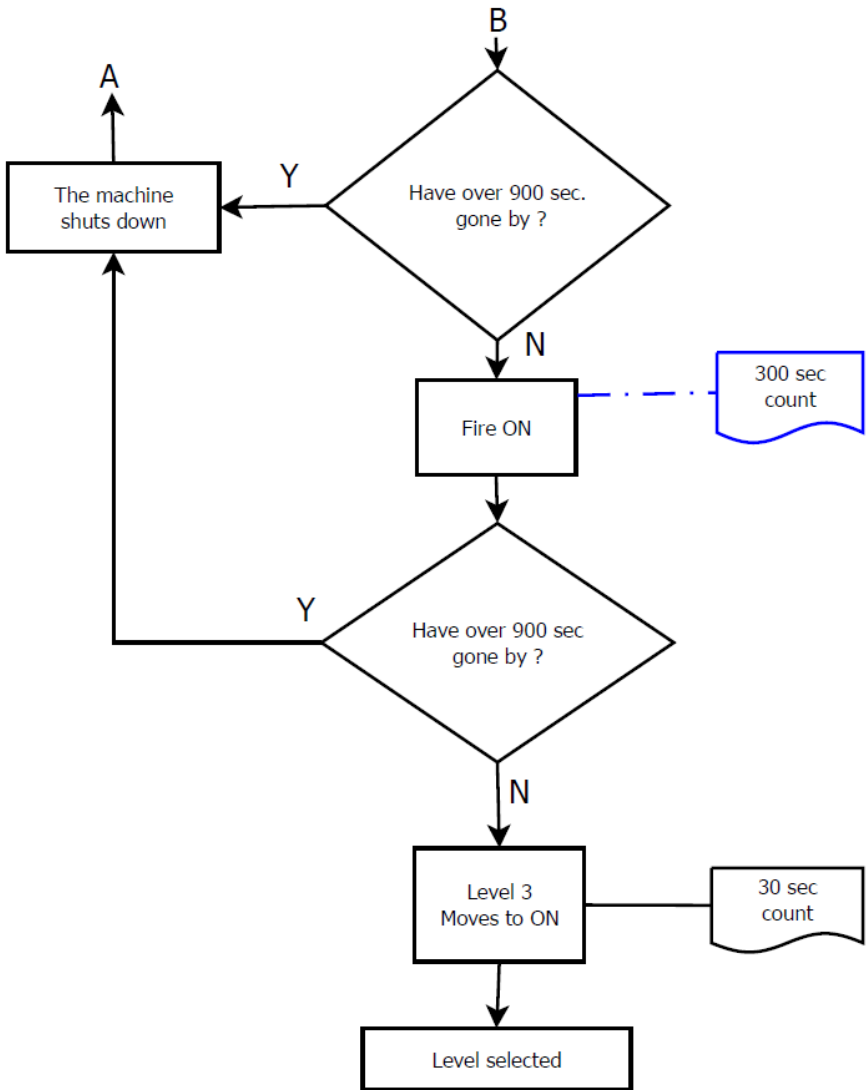 B
A
Y
Have over 900 sec.
gone by ?
The machine
shuts down
N
Fire ON
300 sec
count
Y
Have over 900 sec
gone by ?
N
Level 3
Moves to ON
30 sec
count
Level selected